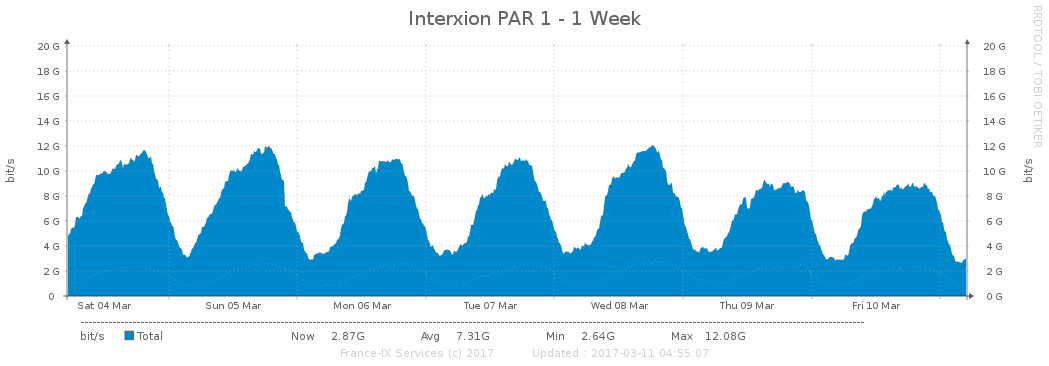 Interxion PAR 1 - 1 Week
RRDTOOL / TOBI OETIKER
bit/s
20 G 20 G
18 G 18 G
16 G 16 G
14 G 14 G
12 G 12 G
10 G 10 G
8 G 8 G
6 G 6 G
4 G 4 G
2 G 2 G
0 0 G
bit/s
Sat 04 Mar Sun 05 Mar Mon 06 Mar Tue 07 Mar Wed 08 Mar Thu 09 Mar Fri 10 Mar
bit/s Total Now 2.87G Avg 7.31G Min 2.64G Max 12.08G
France-IX Services (c) 2017 Updated : 2017-03-11 04:55:07